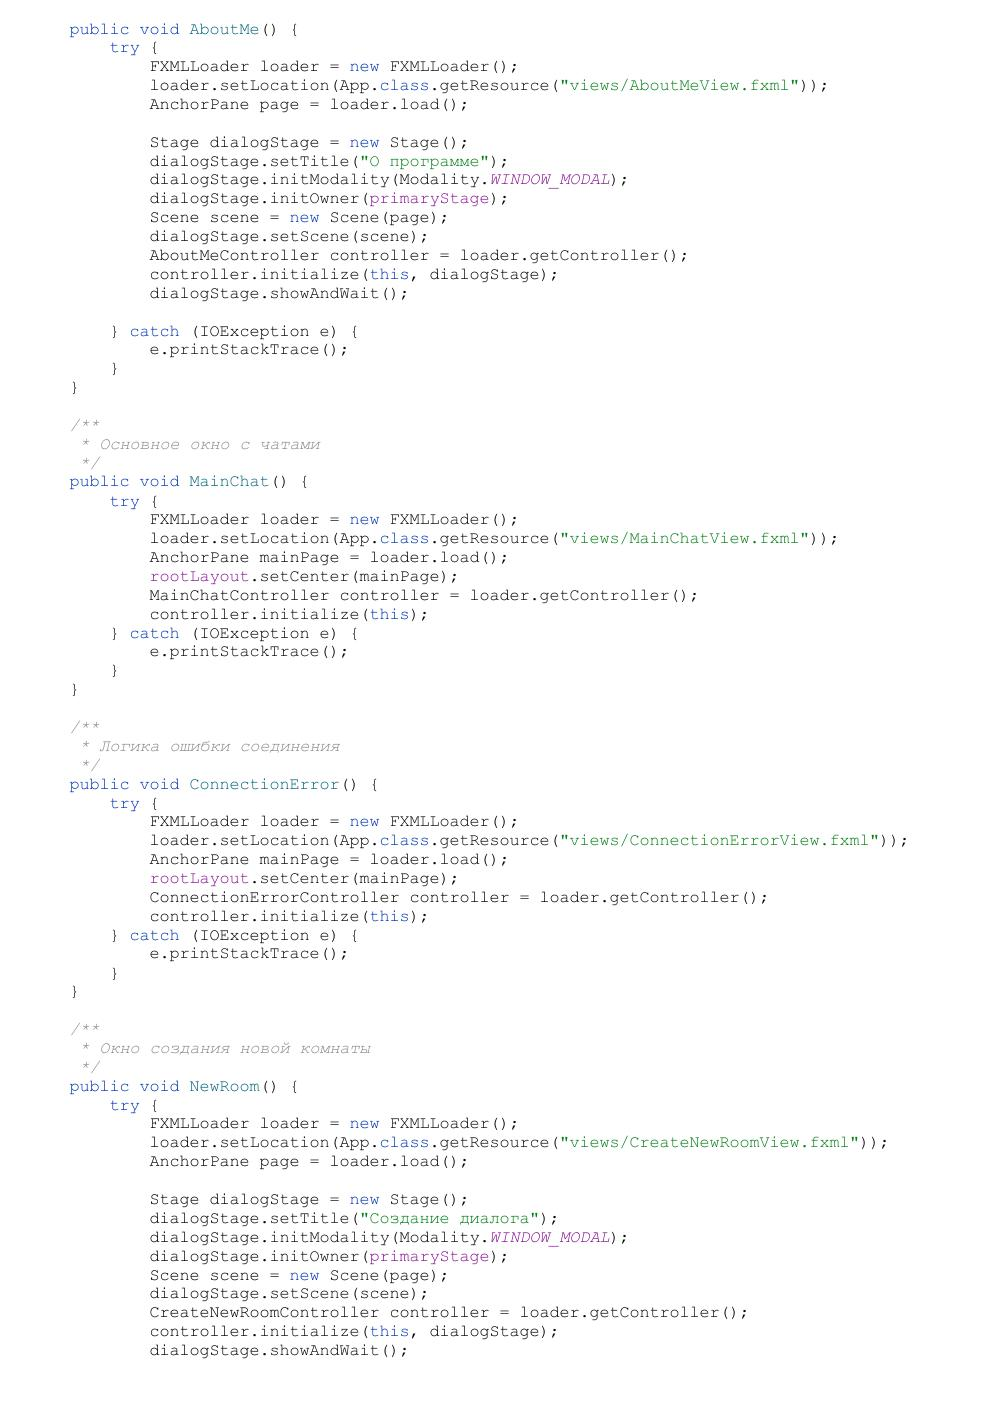 public void AboutMe() {
    try {
        FXMLLoader loader = new FXMLLoader();
        loader.setLocation(App.class.getResource("views/AboutMeView.fxml"));
        AnchorPane page = loader.load();

        Stage dialogStage = new Stage();
        dialogStage.setTitle("О программе");
        dialogStage.initModality(Modality.WINDOW_MODAL);
        dialogStage.initOwner(primaryStage);
        Scene scene = new Scene(page);
        dialogStage.setScene(scene);
        AboutMeController controller = loader.getController();
        controller.initialize(this, dialogStage);
        dialogStage.showAndWait();

    } catch (IOException e) {
        e.printStackTrace();
    }
}

/**
 * Основное окно с чатами
 */
public void MainChat() {
    try {
        FXMLLoader loader = new FXMLLoader();
        loader.setLocation(App.class.getResource("views/MainChatView.fxml"));
        AnchorPane mainPage = loader.load();
        rootLayout.setCenter(mainPage);
        MainChatController controller = loader.getController();
        controller.initialize(this);
    } catch (IOException e) {
        e.printStackTrace();
    }
}

/**
 * Логика ошибки соединения
 */
public void ConnectionError() {
    try {
        FXMLLoader loader = new FXMLLoader();
        loader.setLocation(App.class.getResource("views/ConnectionErrorView.fxml"));
        AnchorPane mainPage = loader.load();
        rootLayout.setCenter(mainPage);
        ConnectionErrorController controller = loader.getController();
        controller.initialize(this);
    } catch (IOException e) {
        e.printStackTrace();
    }
}

/**
 * Окно создания новой комнаты
 */
public void NewRoom() {
    try {
        FXMLLoader loader = new FXMLLoader();
        loader.setLocation(App.class.getResource("views/CreateNewRoomView.fxml"));
        AnchorPane page = loader.load();

        Stage dialogStage = new Stage();
        dialogStage.setTitle("Создание диалога");
        dialogStage.initModality(Modality.WINDOW_MODAL);
        dialogStage.initOwner(primaryStage);
        Scene scene = new Scene(page);
        dialogStage.setScene(scene);
        CreateNewRoomController controller = loader.getController();
        controller.initialize(this, dialogStage);
        dialogStage.showAndWait();